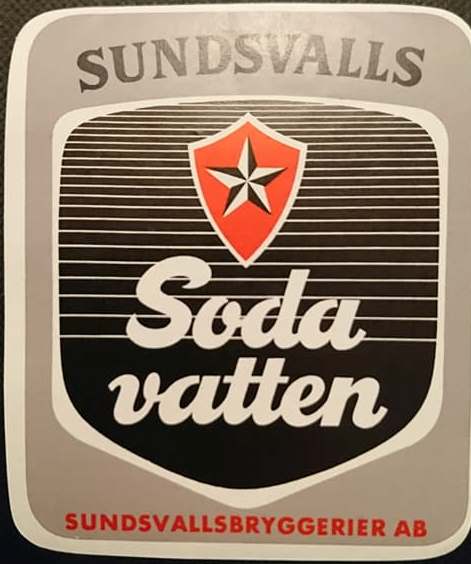 SUNDSVALLS
Soda
vatten
SUNDSVALLSBRYGGERIER AB